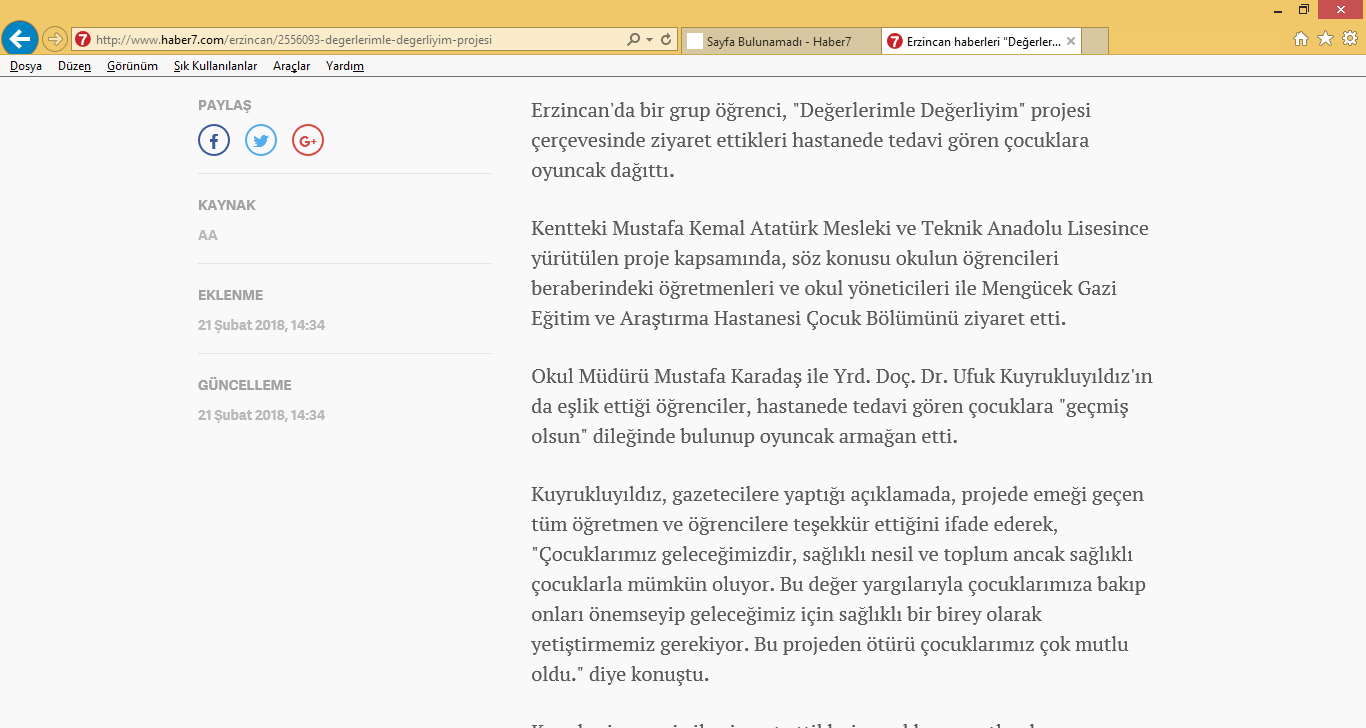 http://www.haber7.com/erzincan/2556093-degerlerimle-degerliyim-projesi
Sayfa Bulunamadı - Haber7
7 Erzincan haberleri "Değerler...
Dosya Düzen Görünüm Sık Kullanılanlar Araçlar Yardım
PAYLAŞ
KAYNAK
AA
EKLENME
21 Şubat 2018, 14:34
GÜNCELLEME
21 Şubat 2018, 14:34
Erzincan'da bir grup öğrenci, "Değerlerimle Değerliyim" projesi
çerçevesinde ziyaret ettikleri hastanede tedavi gören çocuklara
oyuncak dağıttı.
Kentteki Mustafa Kemal Atatürk Mesleki ve Teknik Anadolu Lisesince
yürütülen proje kapsamında, söz konusu okulun öğrencileri
beraberindeki öğretmenleri ve okul yöneticileri ile Mengücek Gazi
Eğitim ve Araştırma Hastanesi Çocuk Bölümünü ziyaret etti.
Okul Müdürü Mustafa Karadaş ile Yrd. Doç. Dr. Ufuk Kuyrukluyıldız'ın
da eşlik ettiği öğrenciler, hastanede tedavi gören çocuklara "geçmiş
olsun" dileğinde bulunup oyuncak armağan etti.
Kuyrukluyıldız, gazetecilere yaptığı açıklamada, projede emeği geçen
tüm öğretmen ve öğrencilere teşekkür ettiğini ifade ederek,
"Çocuklarımız geleceğimizdir, sağlıklı nesil ve toplum ancak sağlıklı
çocuklarla mümkün oluyor. Bu değer yargılarıyla çocuklarımıza bakıp
onları önemseyip geleceğimiz için sağlıklı bir birey olarak
yetiştirmemiz gerekiyor. Bu projeden ötürü çocuklarımız çok mutlu
oldu." diye konuştu.